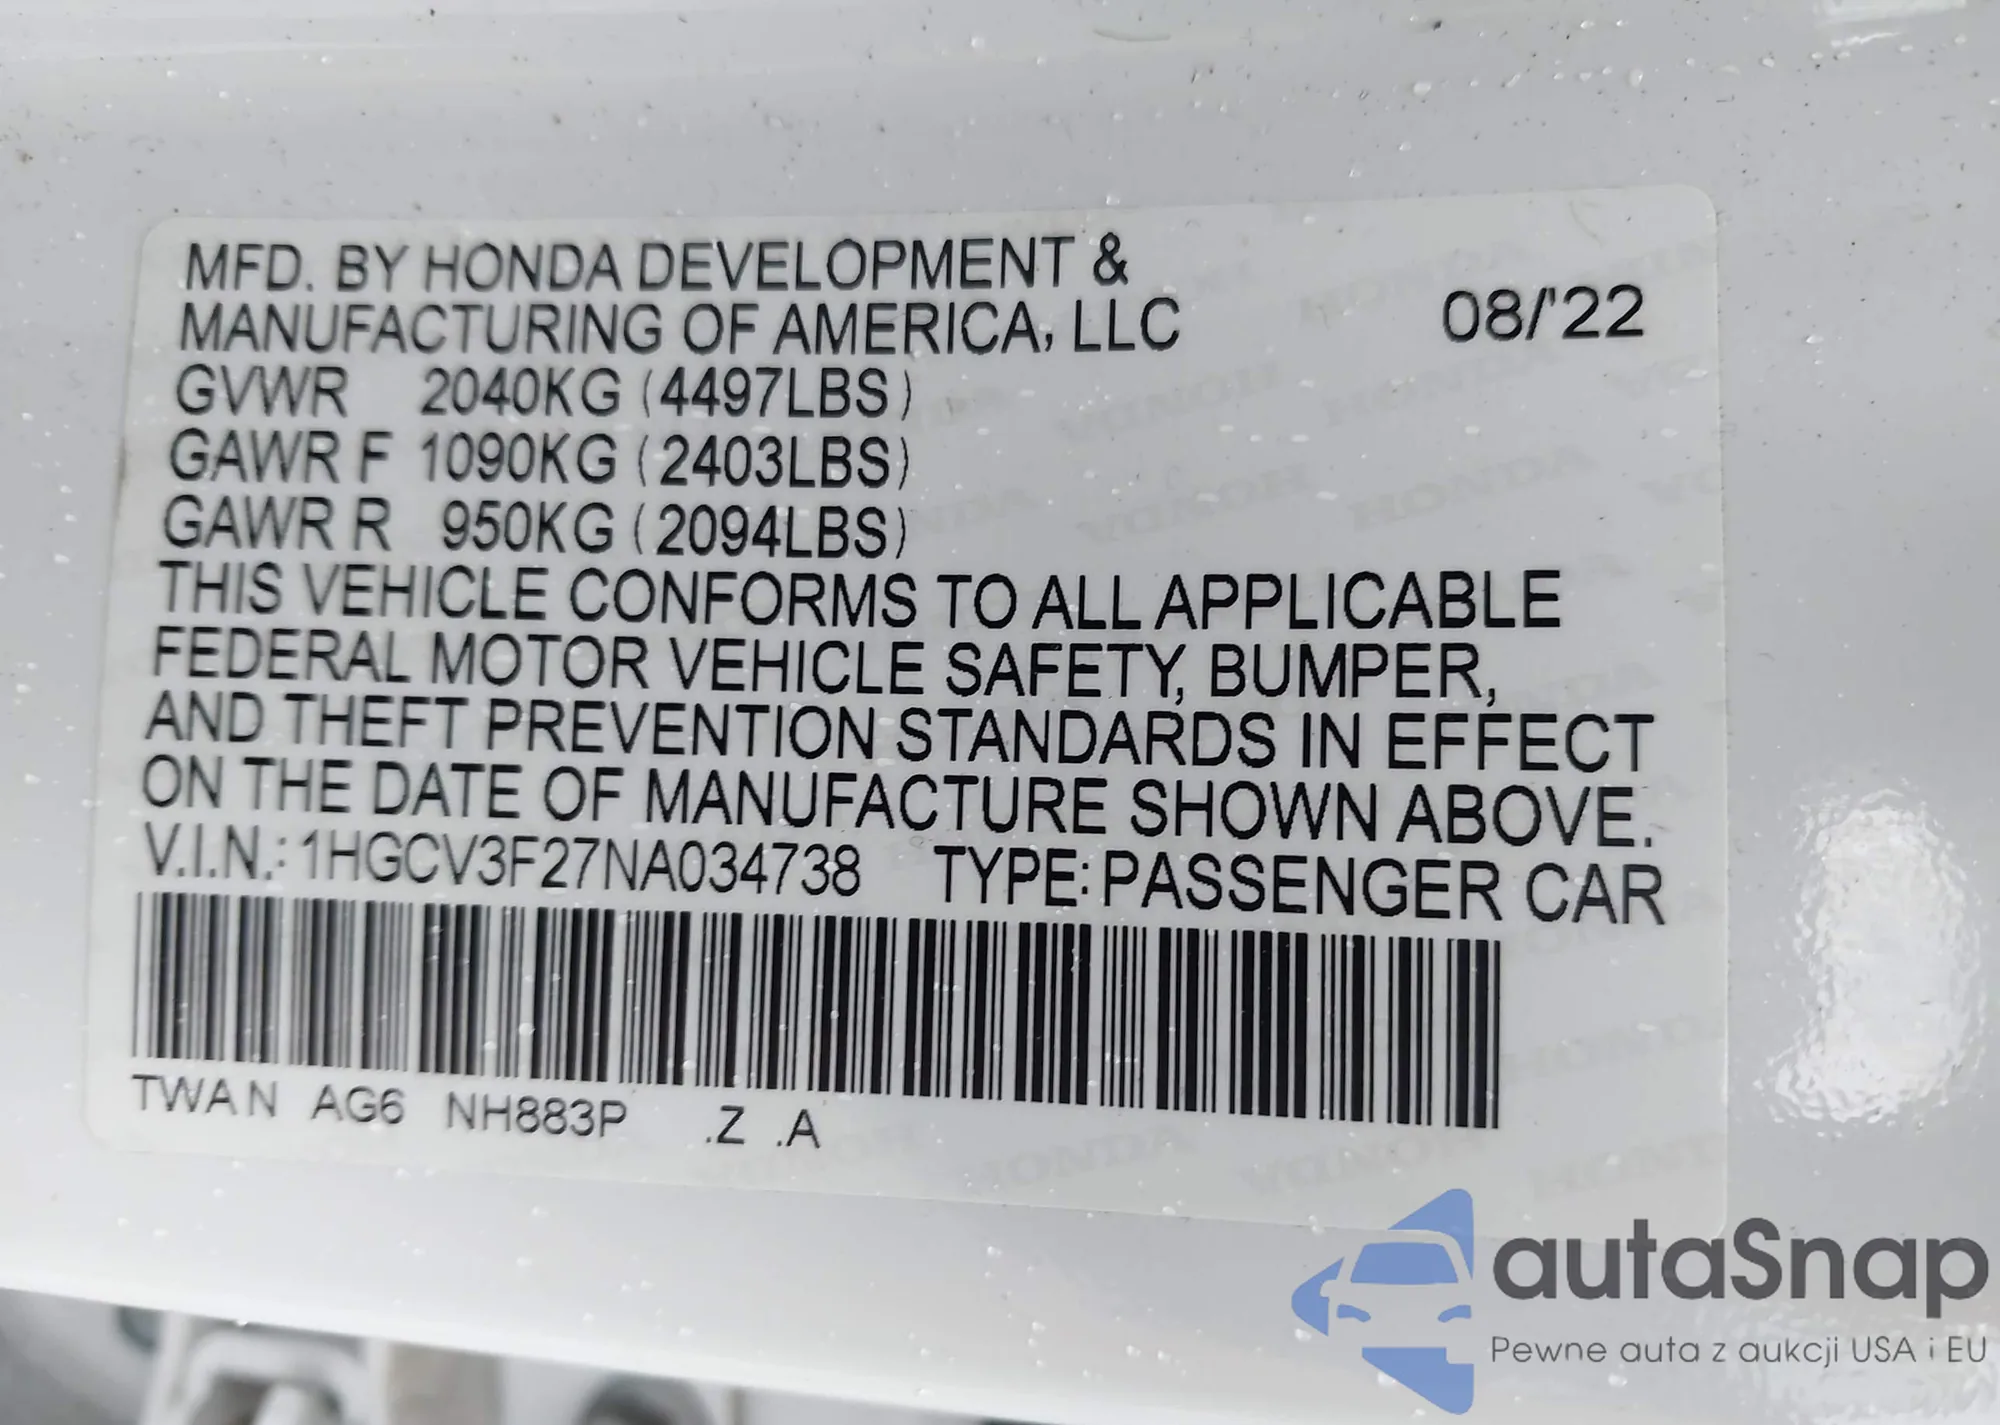 MFD. BY HONDA DEVELOPMENT &
MANUFACTURING OF AMERICA, LLC 08/'22
GVWR 2040KG (4497LBS)
GAWR F 1090KG (2403LBS)
GAWR R 950KG (2094LBS)
THIS VEHICLE CONFORMS TO ALL APPLICABLE
FEDERAL MOTOR VEHICLE SAFETY, BUMPER,
AND THEFT PREVENTION STANDARDS IN EFFECT
ON THE DATE OF MANUFACTURE SHOWN ABOVE.
V.I.N.: 1HGCV3F27NA034738 TYPE: PASSENGER CAR
TWAN AG6 NH883P .Z .A
autaSnap
Pewne auta z aukcji USA i EU